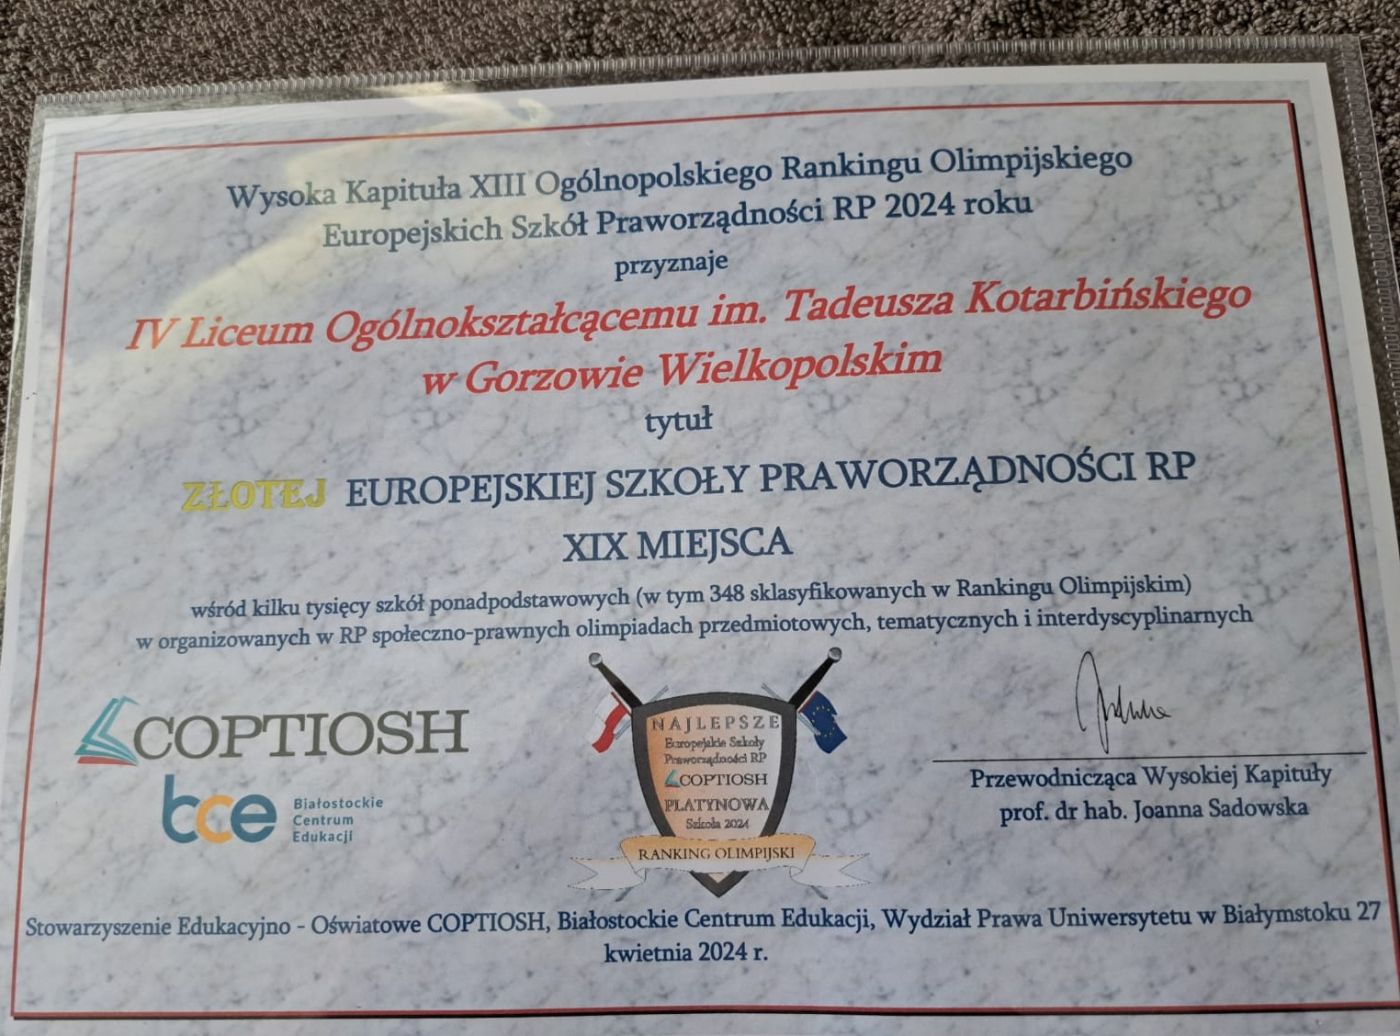 Wysoka Kapituła XIII Ogólnopolskiego Rankingu Olimpijskiego
Europejskich Szkół Praworządności RP 2024 roku
przyznaje
IV Liceum Ogólnokształcącemu im. Tadeusza Kotarbińskiego
w Gorzowie Wielkopolskim
tytuł
ZŁOTEJ EUROPEJSKIEJ SZKOŁY PRAWORZĄDNOŚCI RP
XIX MIEJSCA
wśród kilku tysięcy szkół ponadpodstawowych (w tym 348 sklasyfikowanych w Rankingu Olimpijskim)
w organizowanych w RP społeczno-prawnych olimpiadach przedmiotowych, tematycznych i interdyscyplinarnych
COPTIOSH
bce Białostockie
Centrum
Edukacji
NAJLEPSZE
Europejskie Szkoły
Praworządności RP
COPTIOSH
PLATYNOWA
Szkoła 2024
RANKING OLIMPIJSKI
Przewodnicząca Wysokiej Kapituły
prof. dr hab. Joanna Sadowska
Stowarzyszenie Edukacyjno - Oświatowe COPTIOSH, Białostockie Centrum Edukacji, Wydział Prawa Uniwersytetu w Białymstoku 27
kwietnia 2024 r.